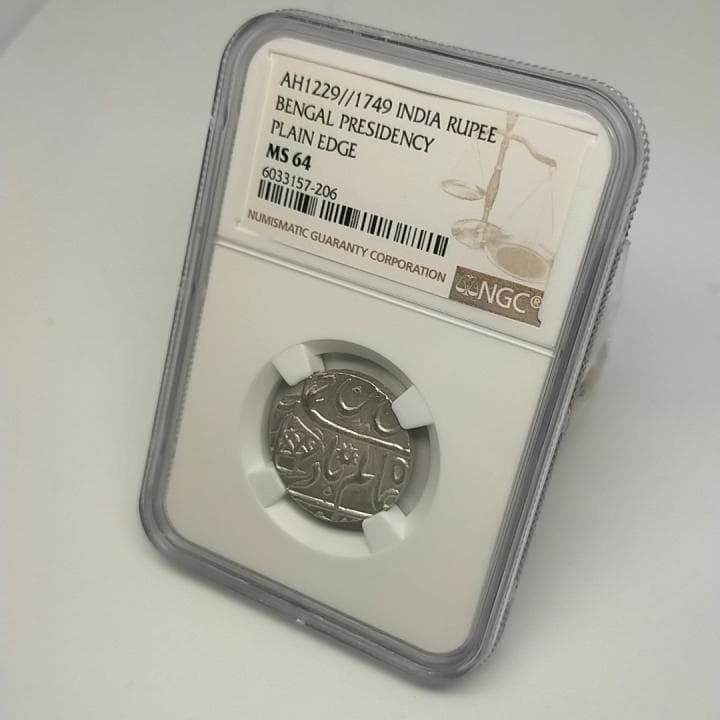 AH1229//1749 INDIA RUPEE
BENGAL PRESIDENCY
PLAIN EDGE
MS 64
6033157-206
NUMISMATIC GUARANTY CORPORATION
NGC®